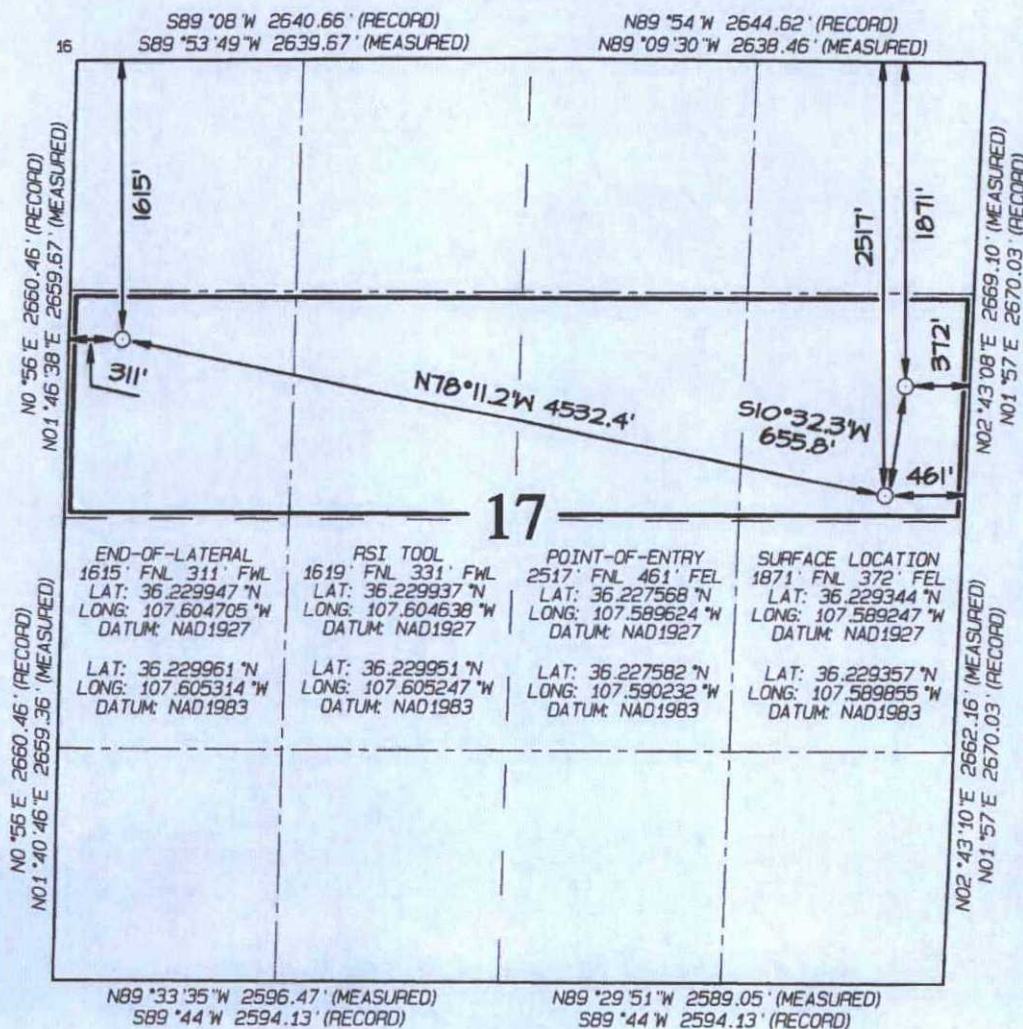 S89°08'W 2640.66' (RECORD)
S89°53'49"W 2639.67' (MEASURED)
N89°54'W 2644.62' (RECORD)
N89°09'30"W 2638.46' (MEASURED)
16
N0°56'E 2660.46' (RECORD)
N01°46'38"E 2659.67' (MEASURED)
1615'
2517'
1871'
N02°43'08"E 2669.10' (MEASURED)
N01°57'E 2670.03' (RECORD)
311'
372'
N78°11.2'W 4532.4'
S10°32.3'W
655.8'
461'
17
END-OF-LATERAL
1615' FNL 311' FWL
LAT: 36.229947°N
LONG: 107.604705°W
DATUM: NAD1927
LAT: 36.229961°N
LONG: 107.605314°W
DATUM: NAD1983
RSI TOOL
1619' FNL 331' FWL
LAT: 36.229937°N
LONG: 107.604638°W
DATUM: NAD1927
LAT: 36.229951°N
LONG: 107.605247°W
DATUM: NAD1983
POINT-OF-ENTRY
2517' FNL 461' FEL
LAT: 36.227568°N
LONG: 107.589624°W
DATUM: NAD1927
LAT: 36.227582°N
LONG: 107.590232°W
DATUM: NAD1983
SURFACE LOCATION
1871' FNL 372' FEL
LAT: 36.229344°N
LONG: 107.589247°W
DATUM: NAD1927
LAT: 36.229357°N
LONG: 107.589855°W
DATUM: NAD1983
N0°56'E 2660.46' (RECORD)
N01°40'46"E 2659.36' (MEASURED)
N02°43'10"E 2662.16' (MEASURED)
N01°57'E 2670.03' (RECORD)
N89°33'35"W 2596.47' (MEASURED)
S89°44'W 2594.13' (RECORD)
N89°29'51"W 2589.05' (MEASURED)
S89°44'W 2594.13' (RECORD)